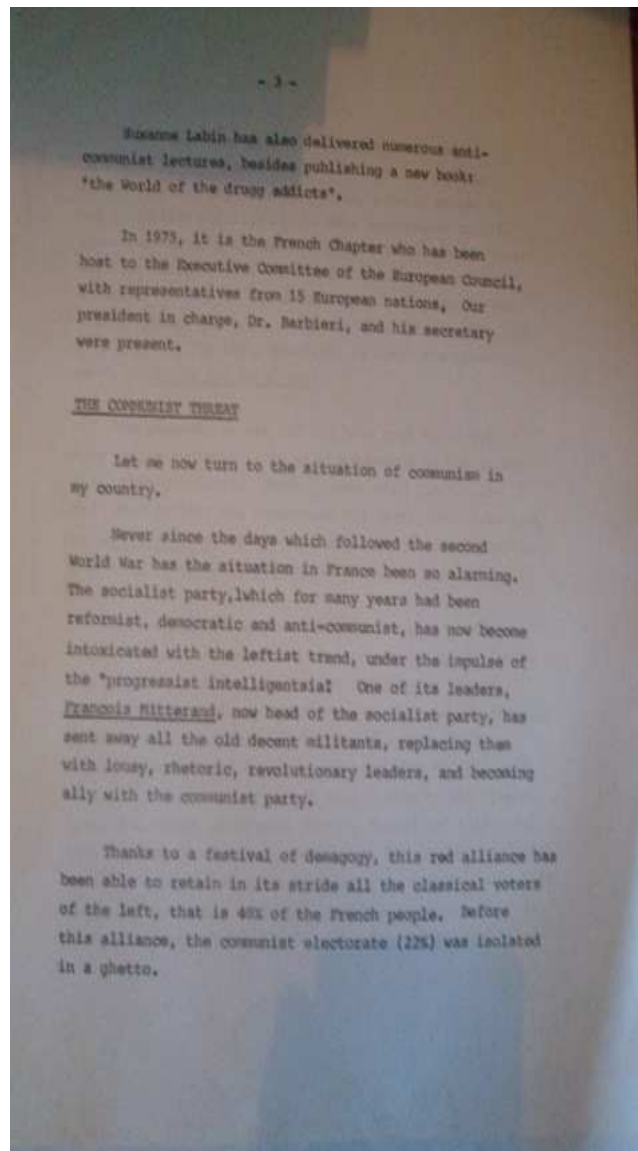 - 3 -
Suzanne Labin has also delivered numerous anti-
communist lectures, besides publishing a new book:
"the World of the drugg addicts".
In 1975, it is the French Chapter who has been
host to the Executive Committee of the European Council,
with representatives from 15 European nations, Our
president in charge, Dr. Barbieri, and his secretary
were present.
THE COMMUNIST THREAT
Let me now turn to the situation of communism in
my country.
Never since the days which followed the second
World War has the situation in France been so alarming.
The socialist party,lwhich for many years had been
reformist, democratic and anti-communist, has now become
intoxicated with the leftist trend, under the impulse of
the "progressist intelligentsia! One of its leaders,
Francois Mitterand, now head of the socialist party, has
sent away all the old decent militants, replacing them
with lousy, rhetoric, revolutionary leaders, and becoming
ally with the communist party.
Thanks to a festival of demagogy, this red alliance has
been able to retain in its stride all the classical voters
of the left, that is of the French people. Before
this alliance, the communist electorate (22%) was isolated
in a ghetto.